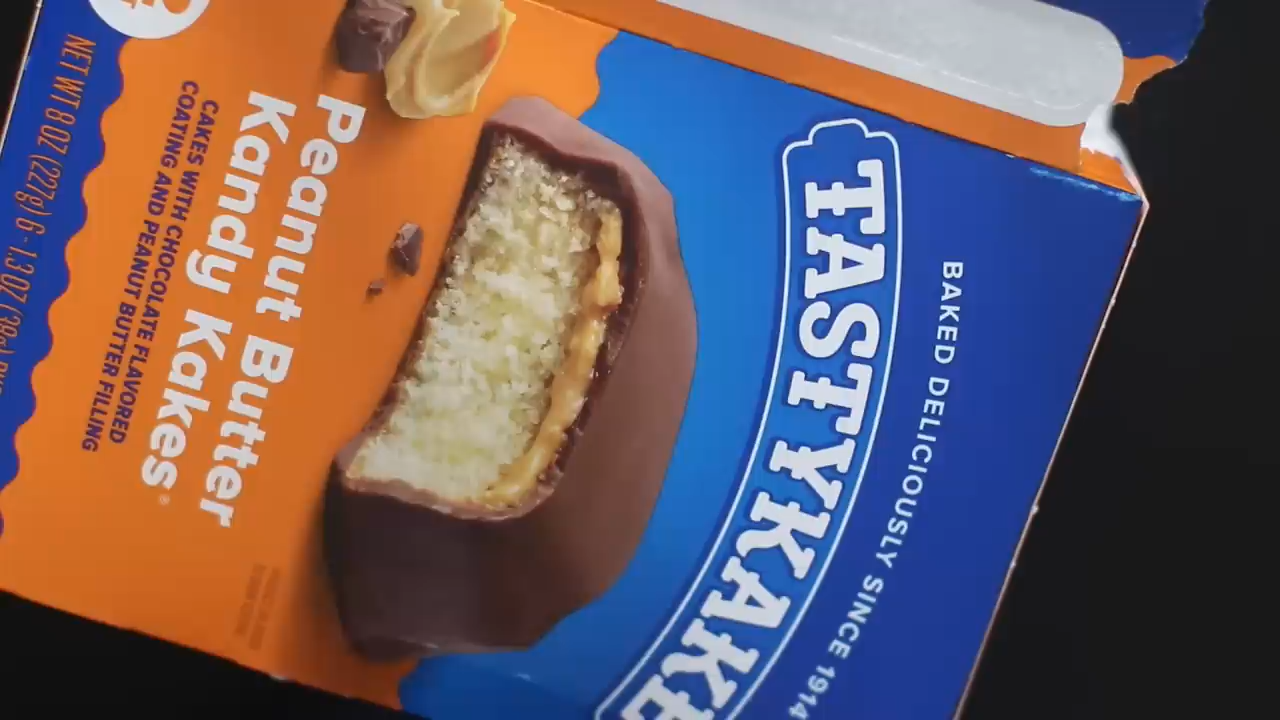 BAKED DELICIOUSLY SINCE 1914
TASTYKAKE
Peanut Butter
Kandy Kakes®
CAKES WITH CHOCOLATE FLAVORED
COATING AND PEANUT BUTTER FILLING
NET WT 8 OZ (227g) 6 - 1.3 OZ (38g)